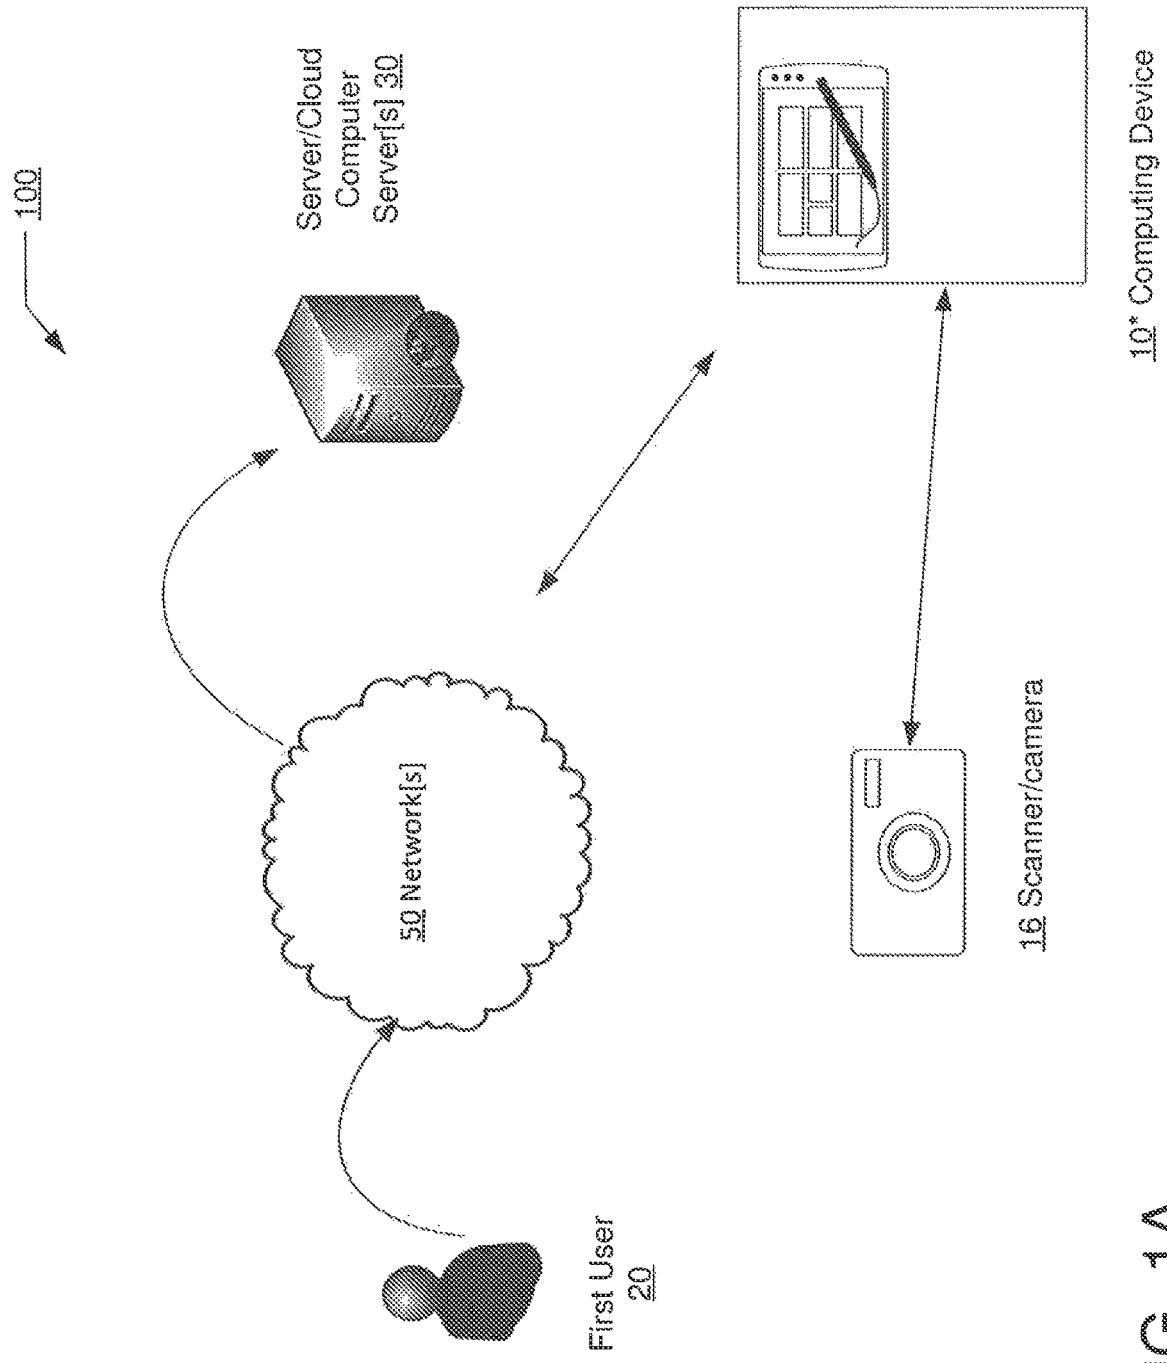 100
Server/Cloud
Computer
Server[s] 30
50 Network[s]
First User
20
16 Scanner/camera
10* Computing Device